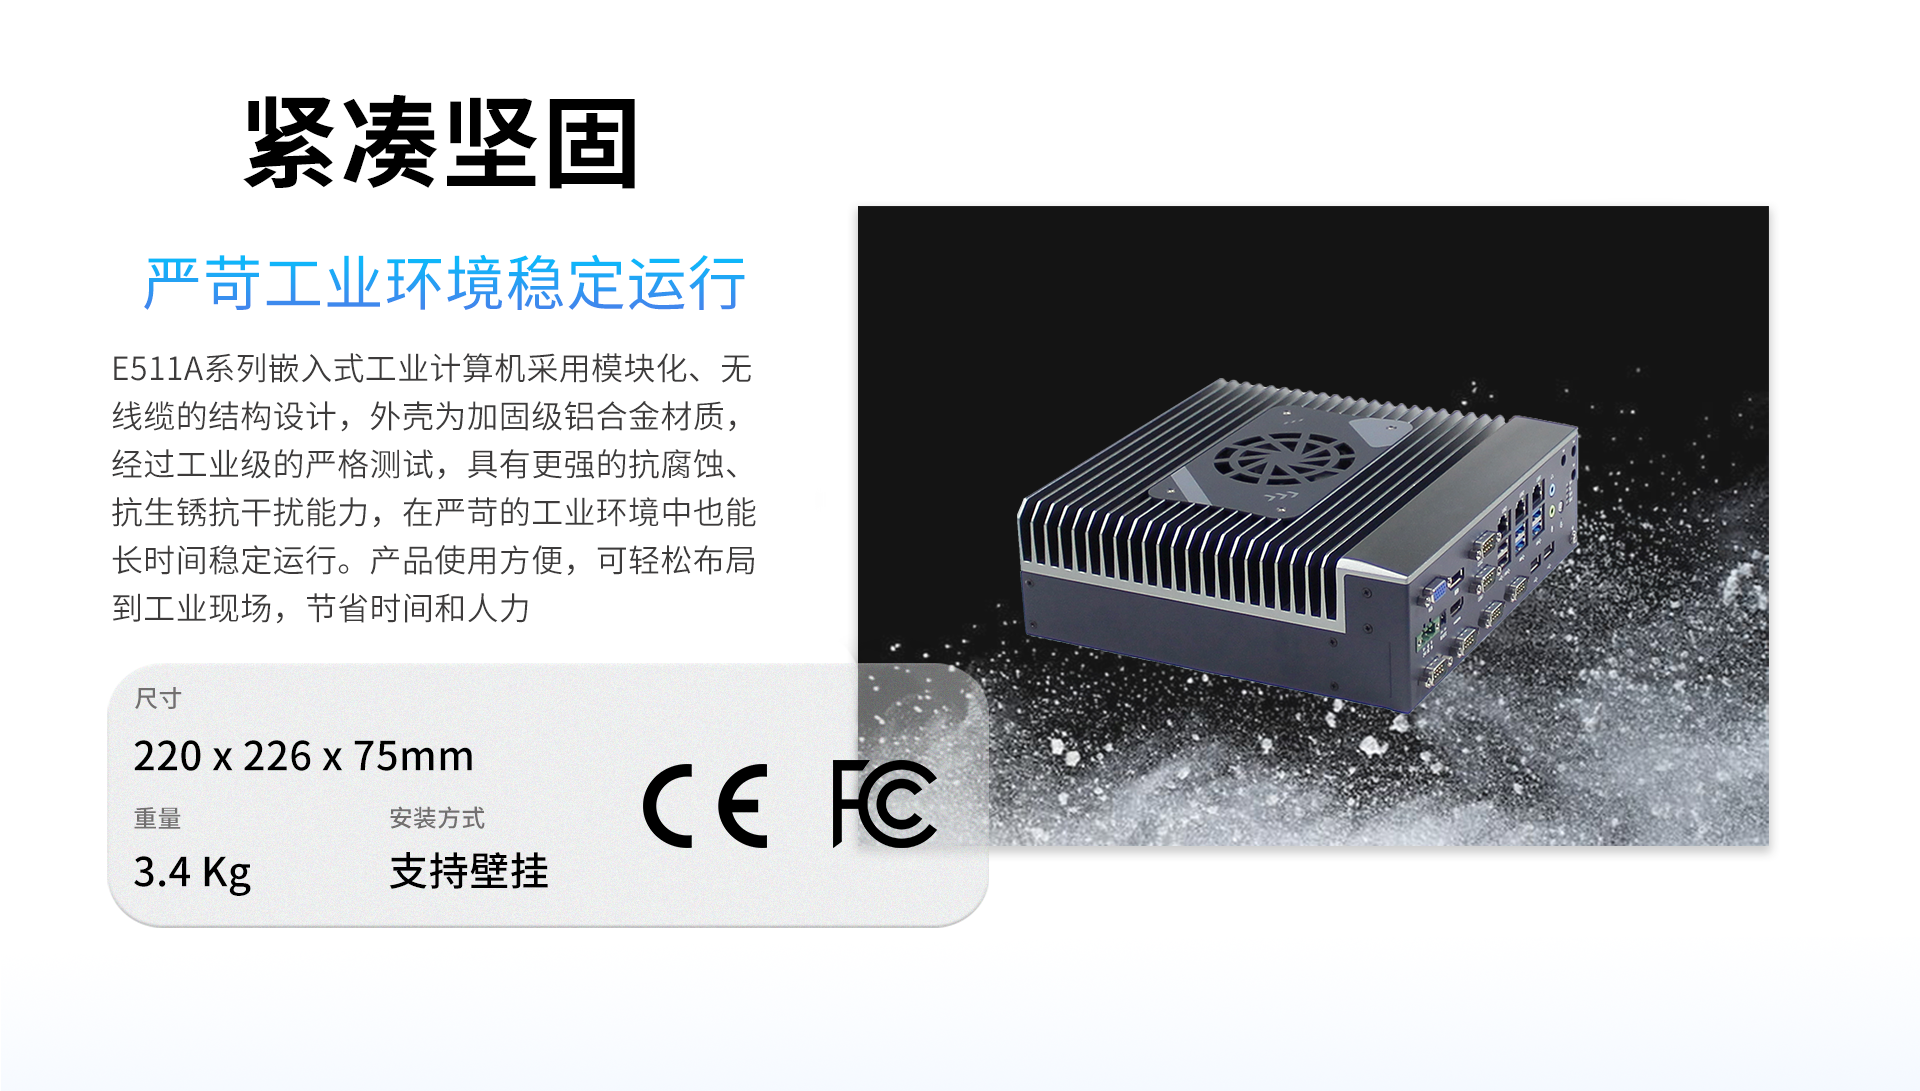 紧凑坚固
严苛工业环境稳定运行
E511A系列嵌入式工业计算机采用模块化、无
线缆的结构设计，外壳为加固级铝合金材质，
经过工业级的严格测试，具有更强的抗腐蚀、
抗生锈抗干扰能力，在严苛的工业环境中也能
长时间稳定运行。产品使用方便，可轻松布局
到工业现场，节省时间和人力
尺寸
220 x 226 x 75mm
重量
3.4 Kg
安装方式
支持壁挂
CE FC